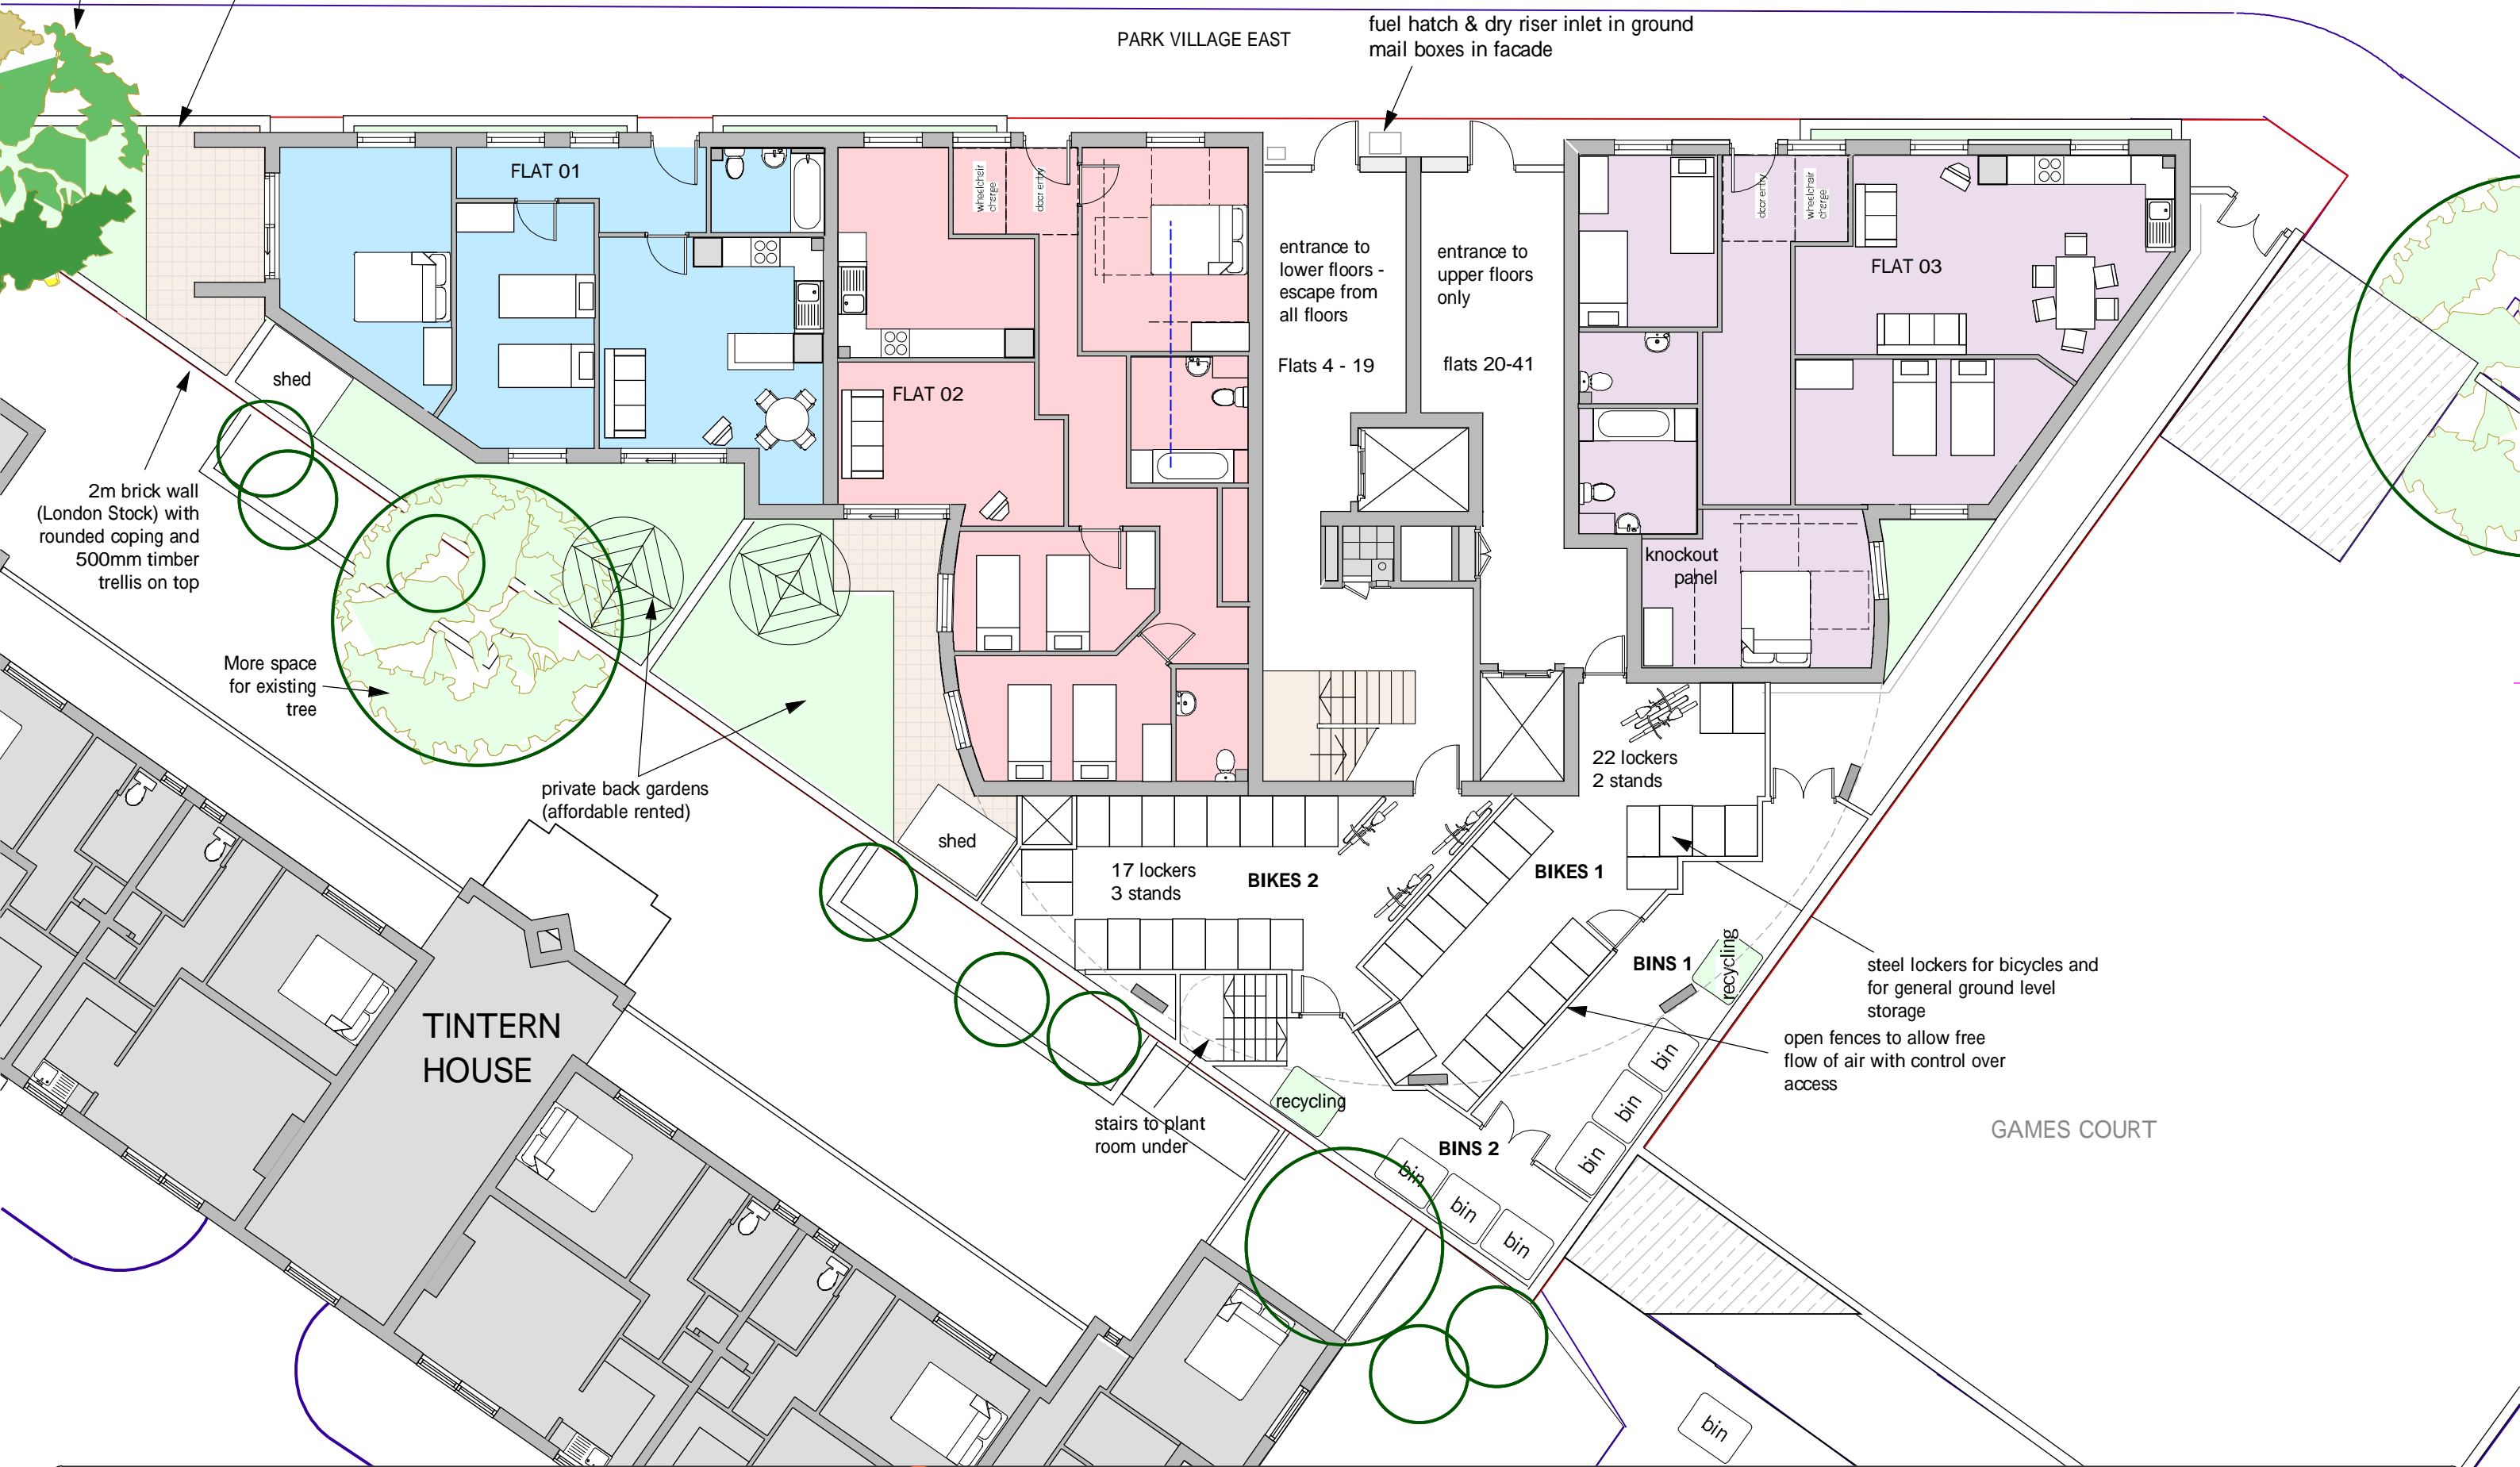 PARK VILLAGE EAST
fuel hatch & dry riser inlet in ground
mail boxes in facade
FLAT 01
wheelchair
charge
door entry
entrance to
lower floors -
escape from
all floors
Flats 4 - 19
entrance to
upper floors
only
flats 20-41
door entry
wheelchair
charge
FLAT 03
shed
FLAT 02
2m brick wall
(London Stock) with
rounded coping and
500mm timber
trellis on top
knockout
panel
More space
for existing
tree
private back gardens
(affordable rented)
22 lockers
2 stands
shed
17 lockers
3 stands
BIKES 2
BIKES 1
BINS 1
recycling
steel lockers for bicycles and
for general ground level
storage
open fences to allow free
flow of air with control over
access
TINTERN
HOUSE
bin
bin
bin
recycling
stairs to plant
room under
BINS 2
bin
bin
bin
GAMES COURT
bin